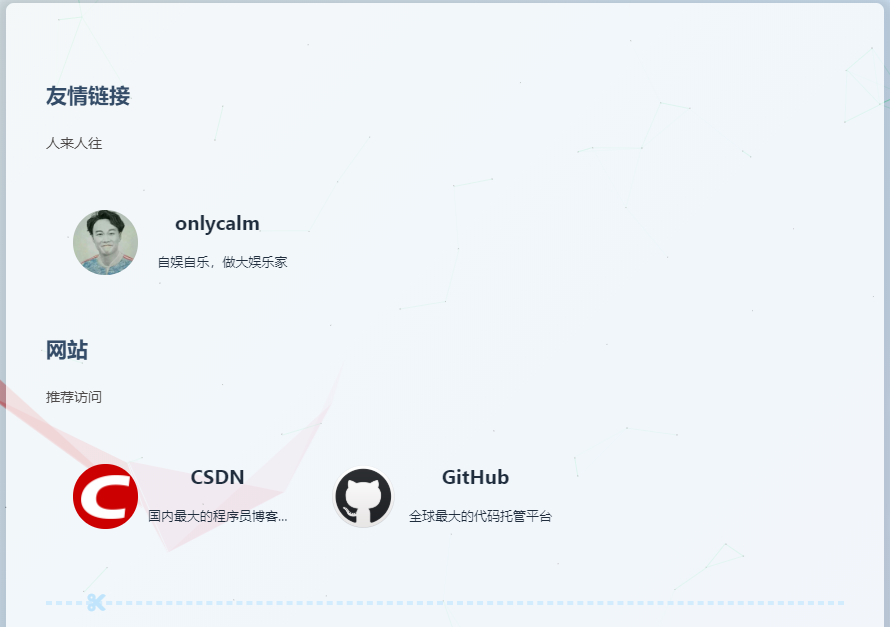 友情链接
人来人往
onlycalm
自娱自乐，做大娱乐家
网站
推荐访问
CSDN
国内最大的程序员博客...
GitHub
全球最大的代码托管平台